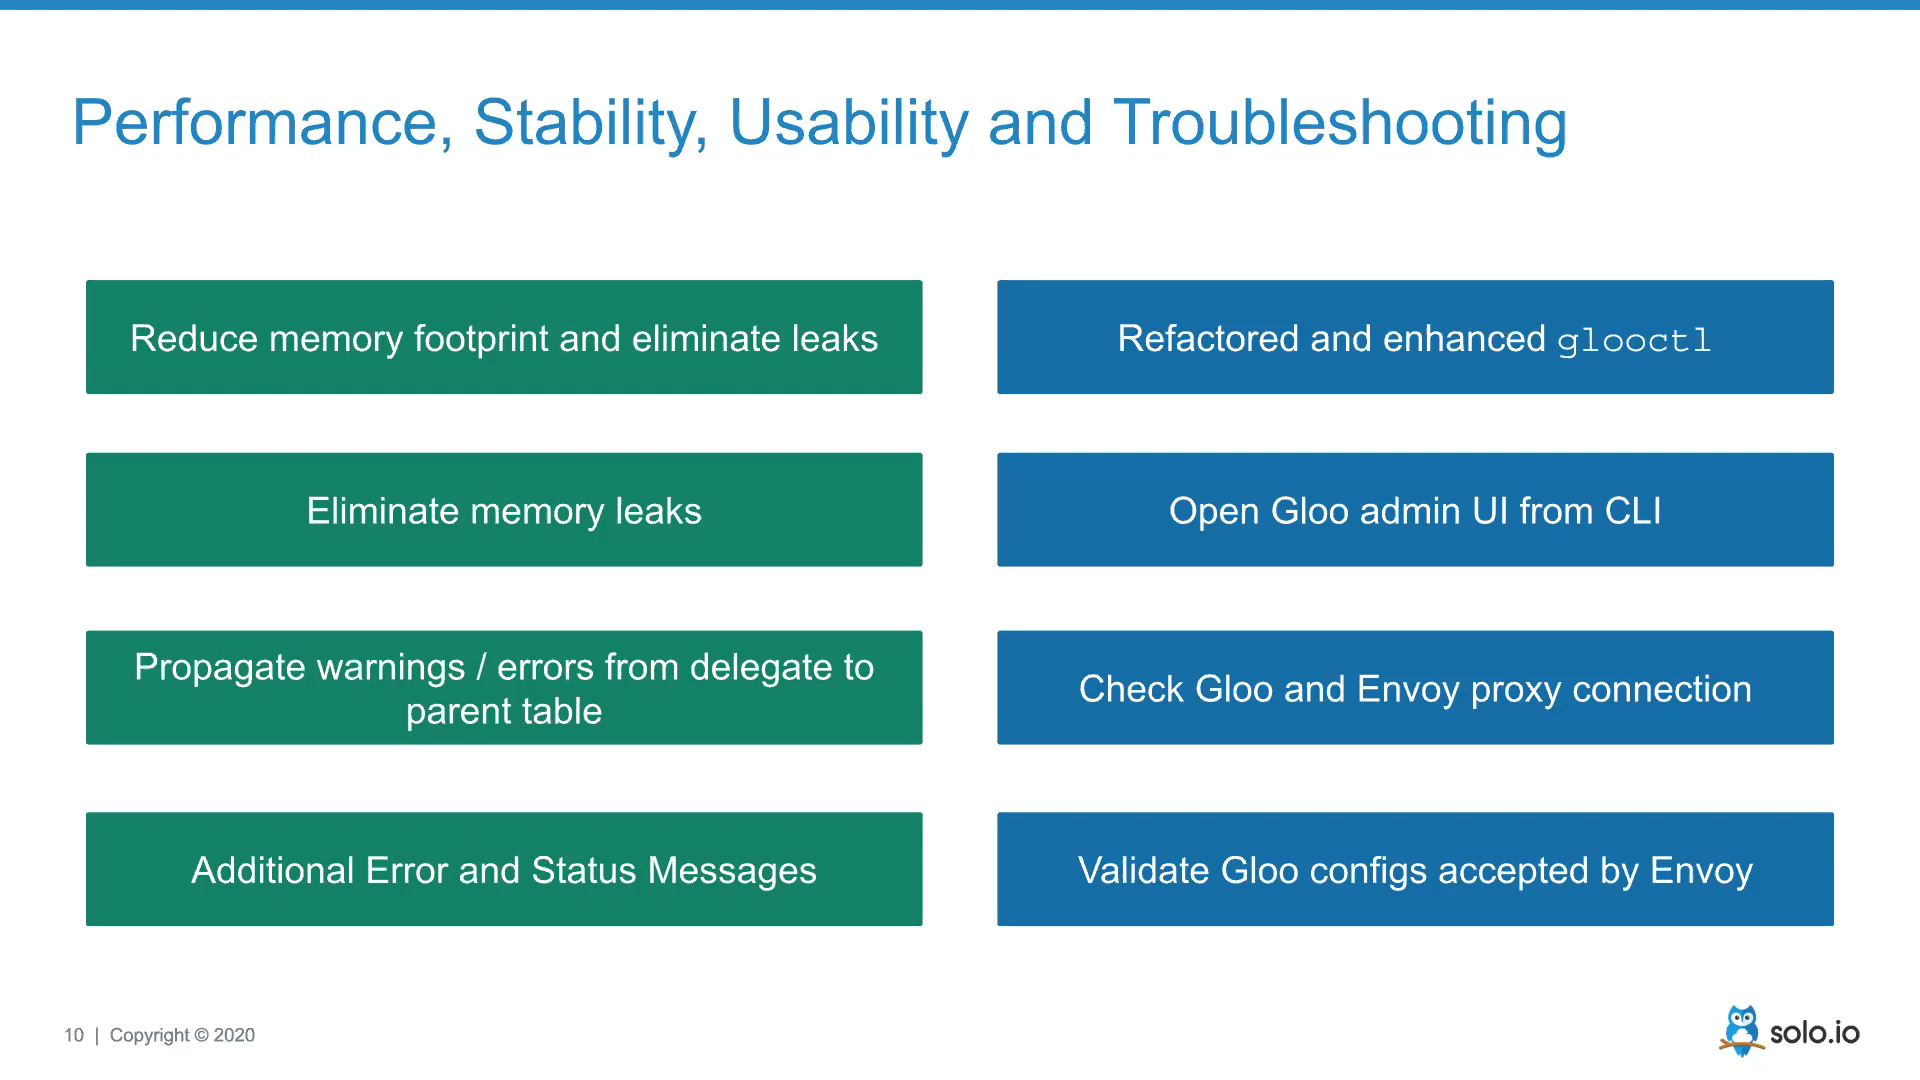 Performance, Stability, Usability and Troubleshooting
Reduce memory footprint and eliminate leaks
Refactored and enhanced glooctl
Eliminate memory leaks
Open Gloo admin UI from CLI
Propagate warnings / errors from delegate to
parent table
Check Gloo and Envoy proxy connection
Additional Error and Status Messages
Validate Gloo configs accepted by Envoy
10 | Copyright © 2020
solo.io